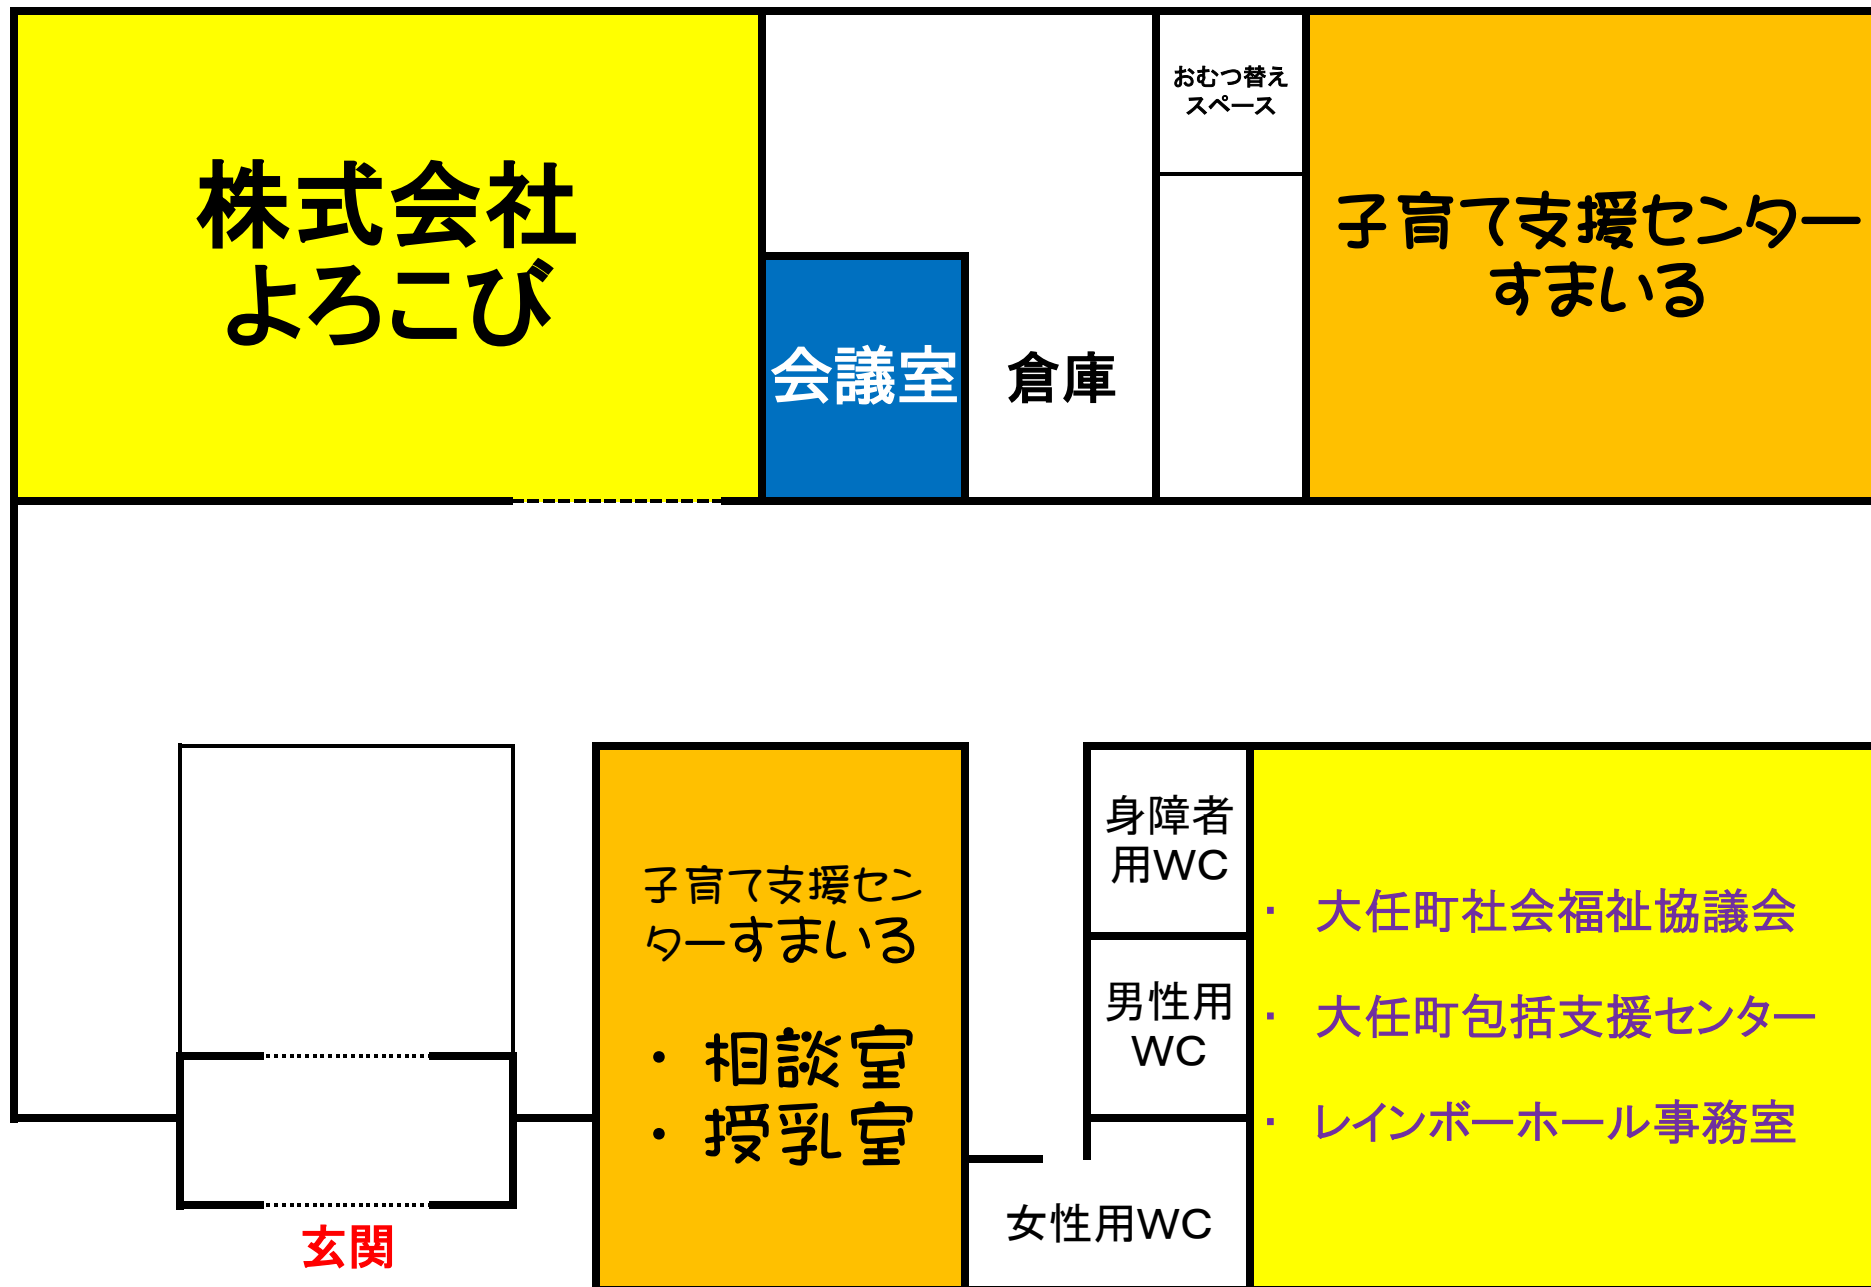 株式会社
よろこび
会議室
倉庫
おむつ替え
スペース
子育て支援センター
すまいる
玄関
子育て支援セン
ターすまいる
・ 相談室
・ 授乳室
身障者
用WC
男性用
WC
女性用WC
・ 大任町社会福祉協議会
・ 大任町包括支援センター
・ レインボーホール事務室